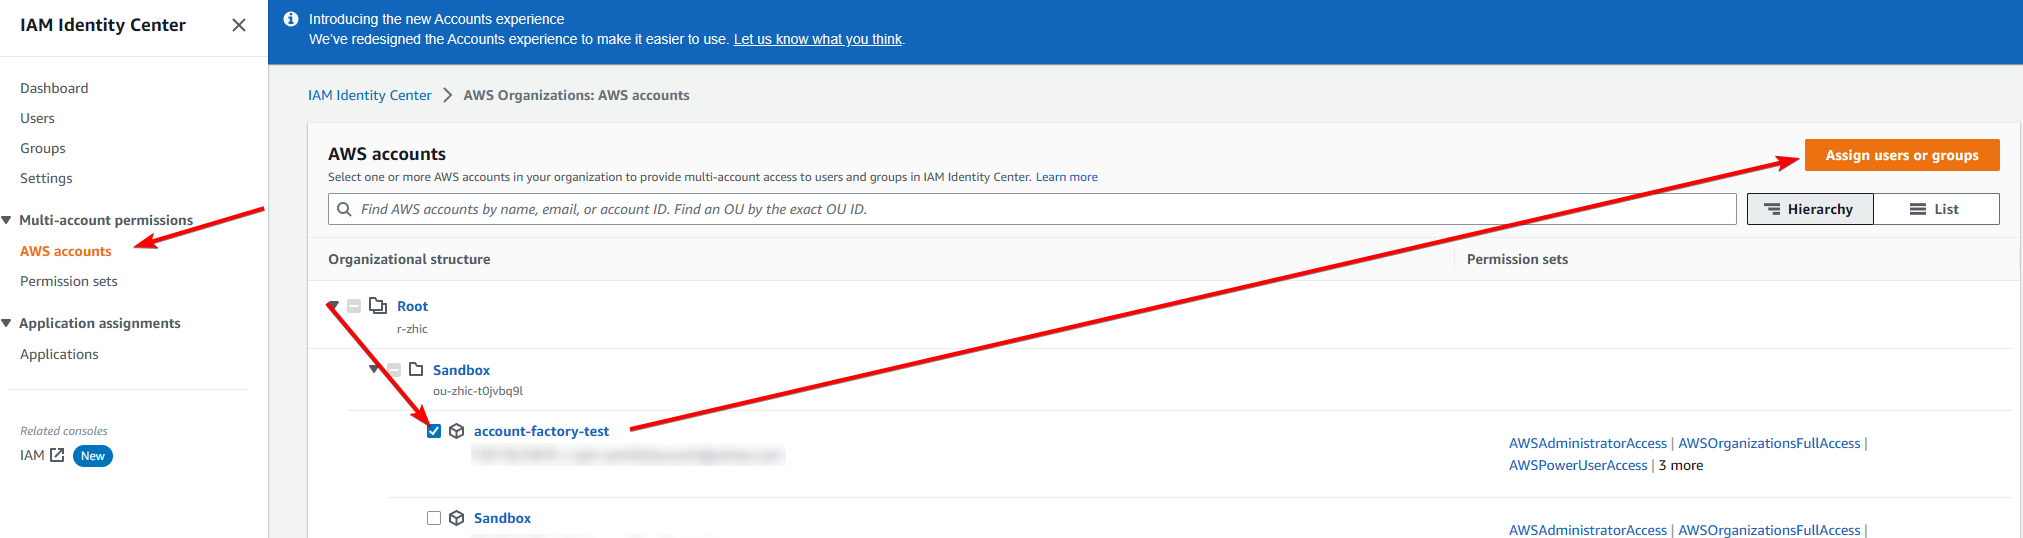 IAM Identity Center
Dashboard
Users
Groups
Settings
Multi-account permissions
AWS accounts
Permission sets
Application assignments
Applications
Related consoles
IAM New
Introducing the new Accounts experience
We've redesigned the Accounts experience to make it easier to use. Let us know what you think.
IAM Identity Center > AWS Organizations: AWS accounts
AWS accounts
Assign users or groups
Select one or more AWS accounts in your organization to provide multi-account access to users and groups in IAM Identity Center. Learn more
Find AWS accounts by name, email, or account ID. Find an OU by the exact OU ID.
Hierarchy List
Organizational structure Permission sets
Root
r-zhic
Sandbox
ou-zhic-t0jvbq9l
account-factory-test
AWSAdministratorAccess | AWSOrganizationsFullAccess |
AWSPowerUserAccess | 3 more
Sandbox
AWSAdministratorAccess | AWSOrganizationsFullAccess |